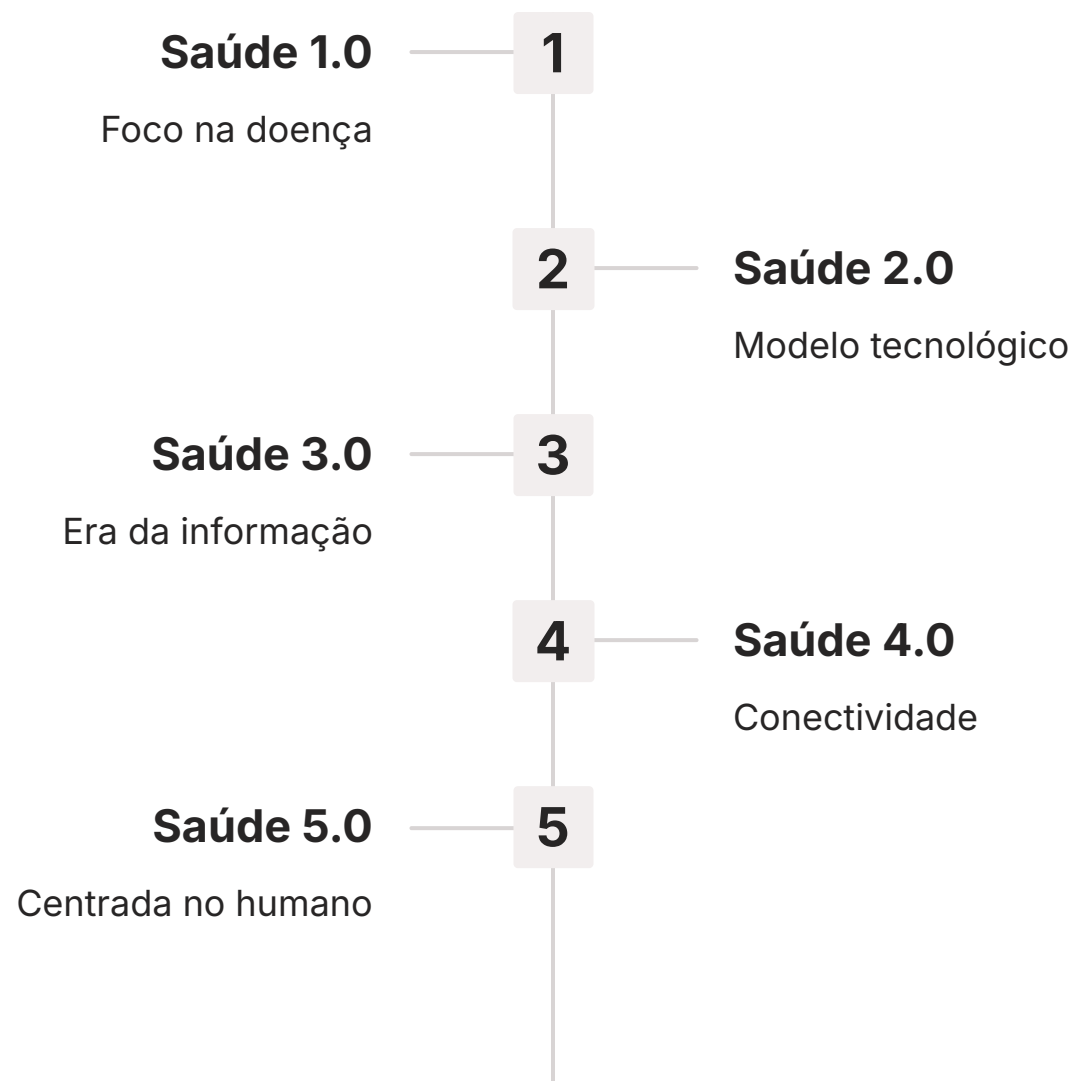 Saúde 1.0
1
Foco na doença
2
Saúde 2.0
Modelo tecnológico
Saúde 3.0
3
Era da informação
4
Saúde 4.0
Conectividade
Saúde 5.0
5
Centrada no humano